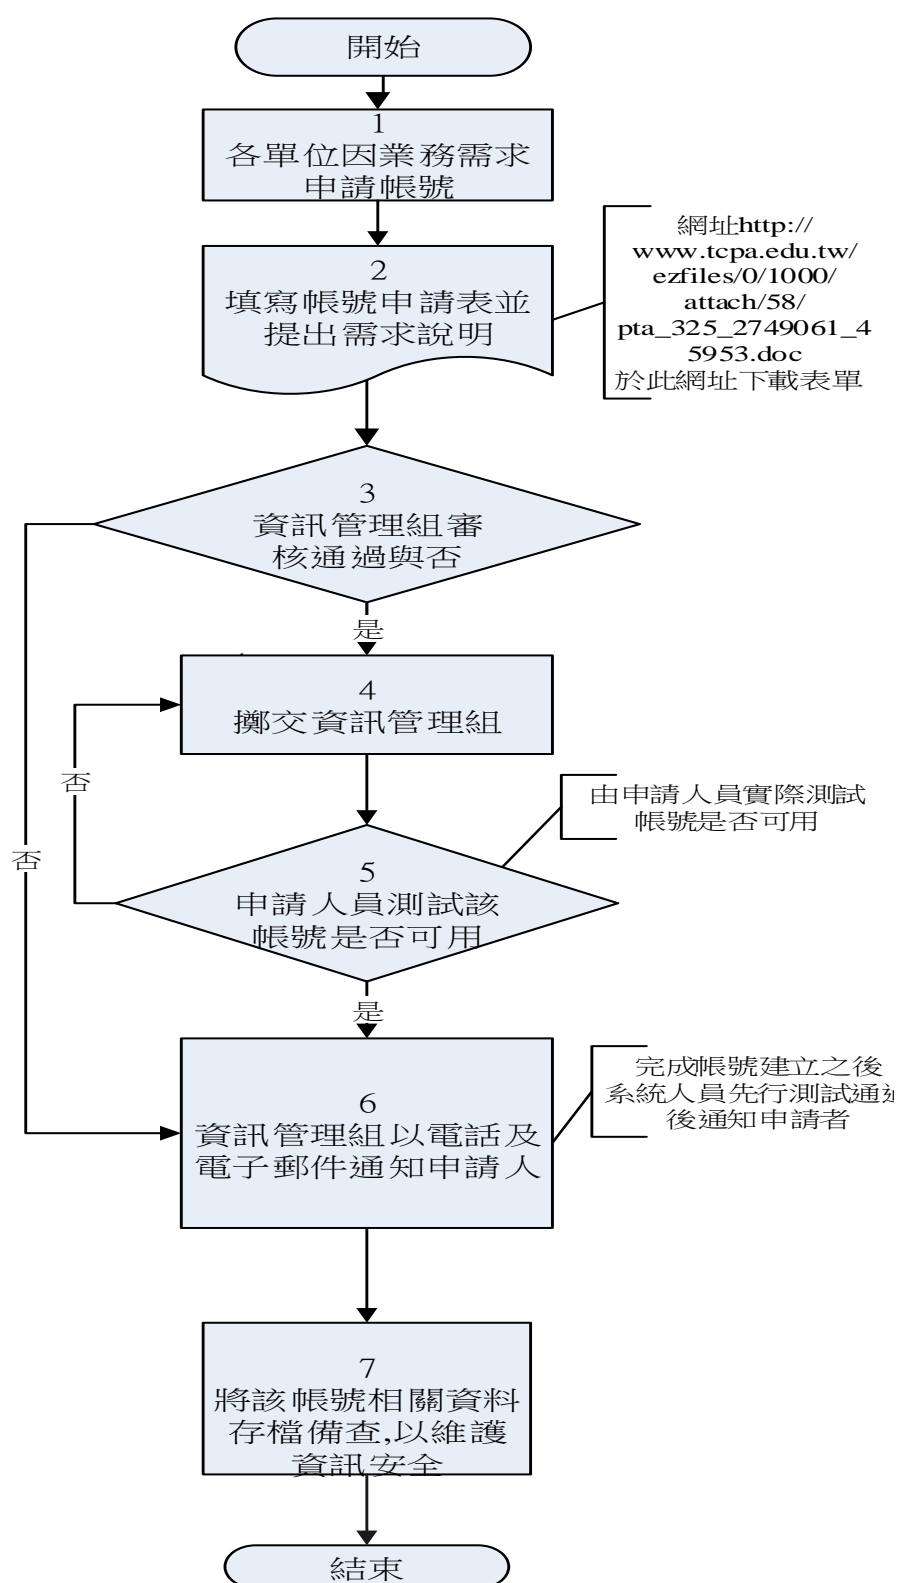 開始
1
各單位因業務需求
申請帳號
2
填寫帳號申請表並
提出需求說明
網址http://
www.tcpa.edu.tw/
ezfiles/0/1000/
attach/58/
pta_325_2749061_4
5953.doc
於此網址下載表單
3
資訊管理組審
核通過與否
是
4
擲交資訊管理組
否
由申請人員實際測試
帳號是否可用
否
5
申請人員測試該
帳號是否可用
是
完成帳號建立之後
系統人員先行測試通過
後通知申請者
6
資訊管理組以電話及
電子郵件通知申請人
7
將該帳號相關資料
存檔備查,以維護
資訊安全
結束